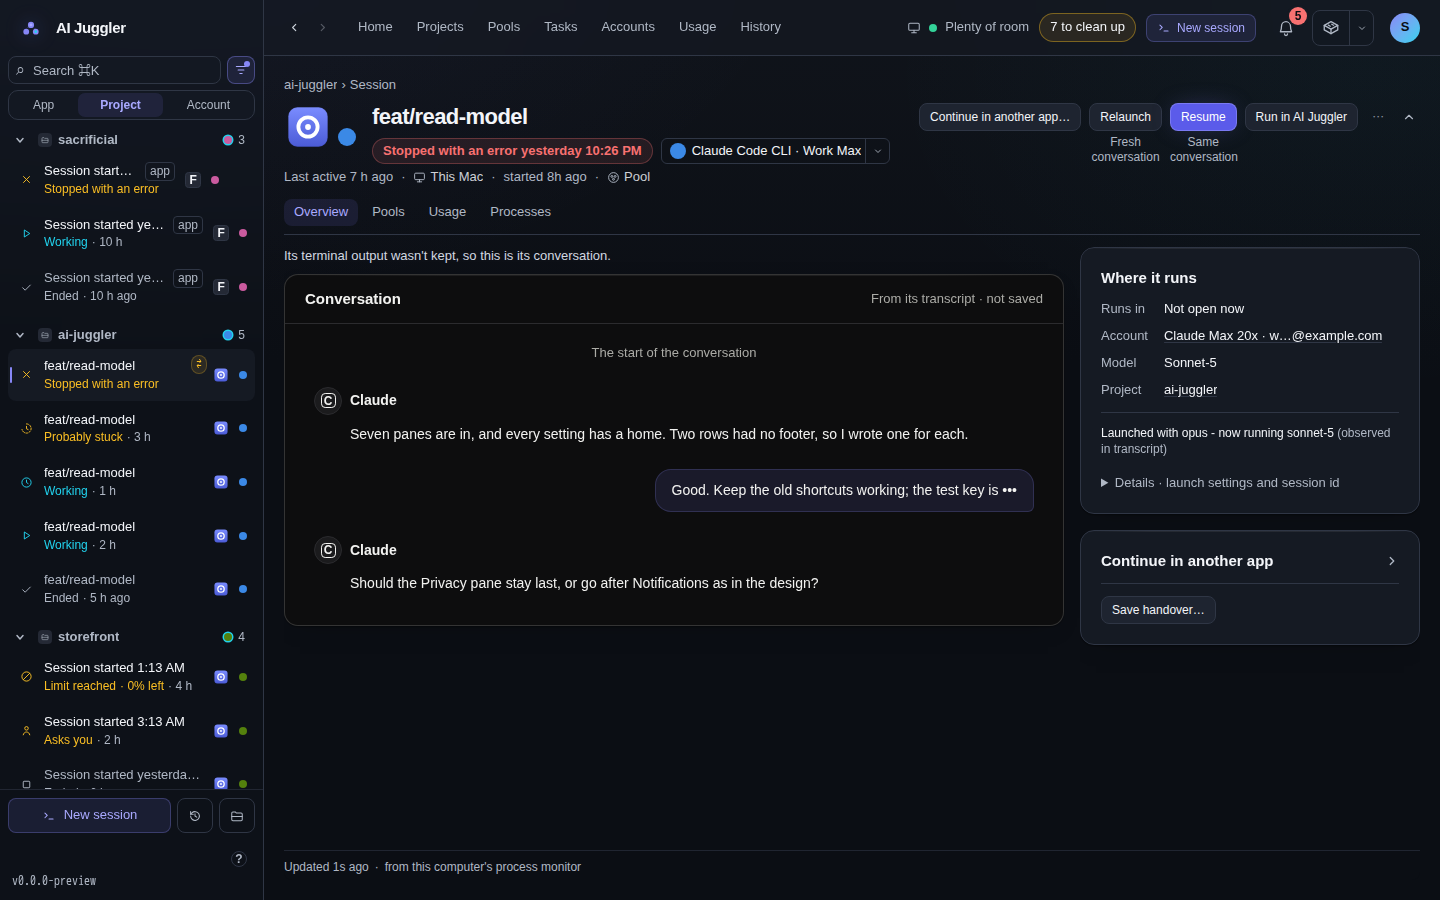 AI Juggler
Search ⌘K
App Project Account
sacrificial 3
Session start… app
Stopped with an error
F
Session started ye… app
Working · 10 h
F
Session started ye… app
Ended · 10 h ago
F
ai-juggler 5
feat/read-model
Stopped with an error
feat/read-model
Probably stuck · 3 h
feat/read-model
Working · 1 h
feat/read-model
Working · 2 h
feat/read-model
Ended · 5 h ago
storefront 4
Session started 1:13 AM
Limit reached · 0% left · 4 h
Session started 3:13 AM
Asks you · 2 h
Session started yesterda…
New session
?
v0.0.0-preview
Home Projects Pools Tasks Accounts Usage History
Plenty of room
7 to clean up
New session
5
S
ai-juggler › Session
feat/read-model
Stopped with an error yesterday 10:26 PM
Claude Code CLI · Work Max
Last active 7 h ago · This Mac · started 8h ago · Pool
Continue in another app…
Relaunch
Resume
Run in AI Juggler
Fresh conversation
Same conversation
Overview Pools Usage Processes
Its terminal output wasn't kept, so this is its conversation.
Conversation
From its transcript · not saved
The start of the conversation
C Claude
Seven panes are in, and every setting has a home. Two rows had no footer, so I wrote one for each.
Good. Keep the old shortcuts working; the test key is •••
C Claude
Should the Privacy pane stay last, or go after Notifications as in the design?
Where it runs
Runs in Not open now
Account Claude Max 20x · w…@example.com
Model Sonnet-5
Project ai-juggler
Launched with opus - now running sonnet-5 (observed
in transcript)
Details · launch settings and session id
Continue in another app
Save handover…
Updated 1s ago · from this computer's process monitor